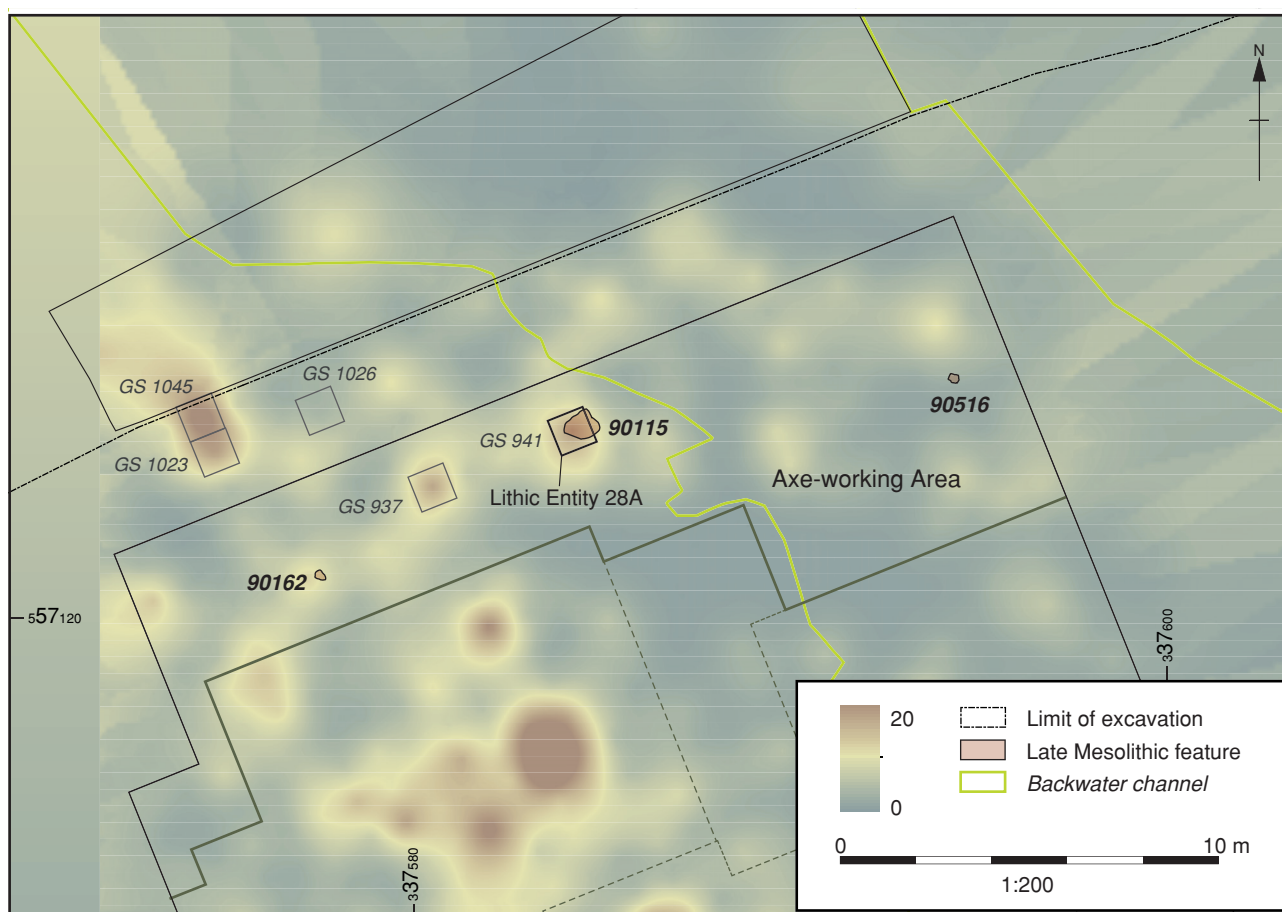 N
GS 1045
GS 1026
90516
GS 941
90115
GS 1023
Lithic Entity 28A
Axe-working Area
GS 937
90162
557120
337600
337580
20
0
Limit of excavation
Late Mesolithic feature
Backwater channel
0
10 m
1:200